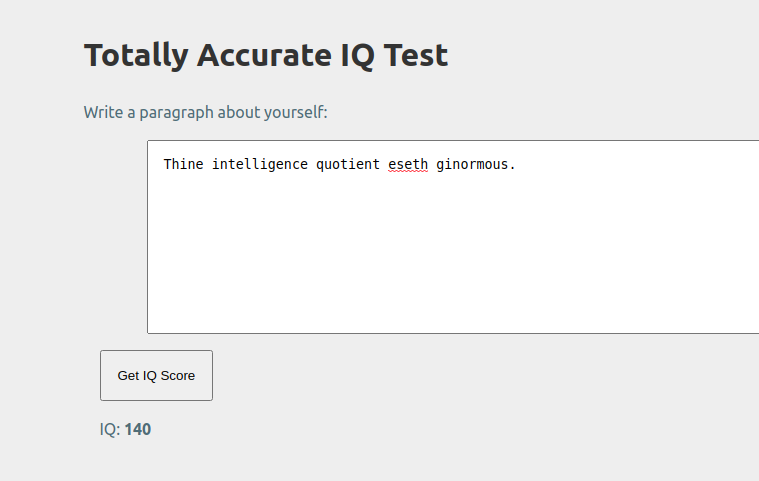 Totally Accurate IQ Test
Write a paragraph about yourself:
Thine intelligence quotient eseth ginormous.
Get IQ Score
IQ: 140